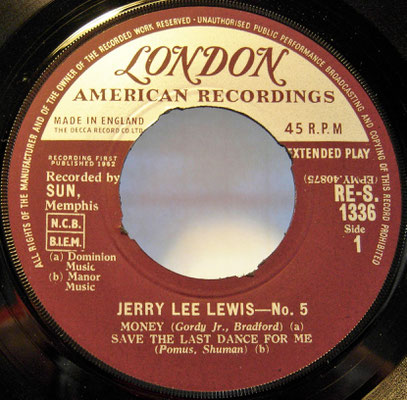 ALL RIGHTS OF THE MANUFACTURER AND OF THE OWNER OF THE RECORDED WORK RESERVED · UNAUTHORISED PUBLIC PERFORMANCE BROADCASTING AND COPYING OF THIS RECORD PROHIBITED
LONDON
AMERICAN RECORDINGS
MADE IN ENGLAND
THE DECCA RECORD CO. LTD.
45 R.P.M
RECORDING FIRST
PUBLISHED 1962
EXTENDED PLAY
Recorded by
SUN,
Memphis
(EPMY.40875)
RE-S.
1336
N.C.B.
B.I.E.M.
Side
1
(a) Dominion
Music
(b) Manor
Music
JERRY LEE LEWIS—No. 5
MONEY (Gordy Jr., Bradford) (a)
SAVE THE LAST DANCE FOR ME
(Pomus, Shuman) (b)